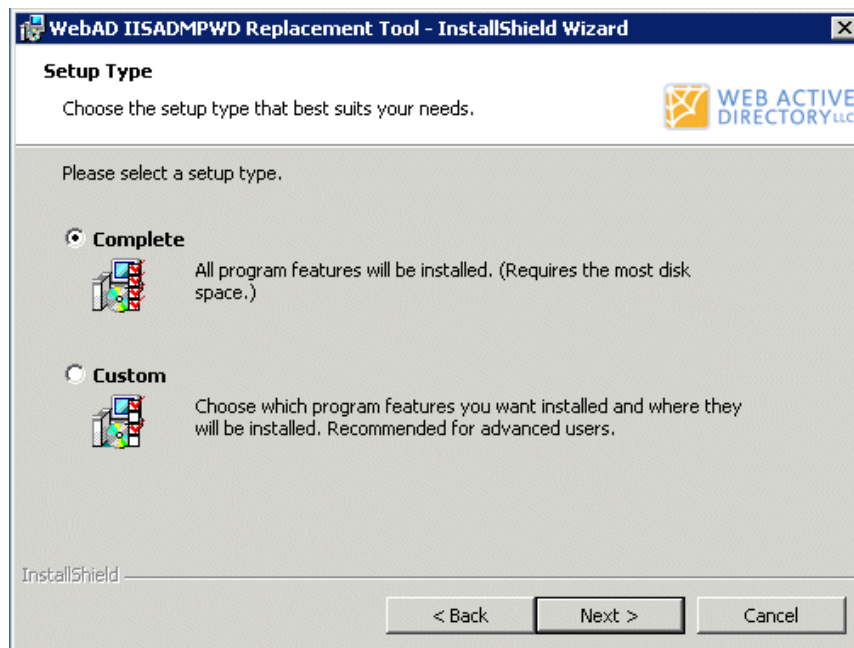 WebAD IISADMPWD Replacement Tool - InstallShield Wizard
Setup Type
Choose the setup type that best suits your needs.
WEB ACTIVE
DIRECTORY LLC
Please select a setup type.
Complete
All program features will be installed. (Requires the most disk
space.)
Custom
Choose which program features you want installed and where they
will be installed. Recommended for advanced users.
InstallShield
< Back
Next >
Cancel